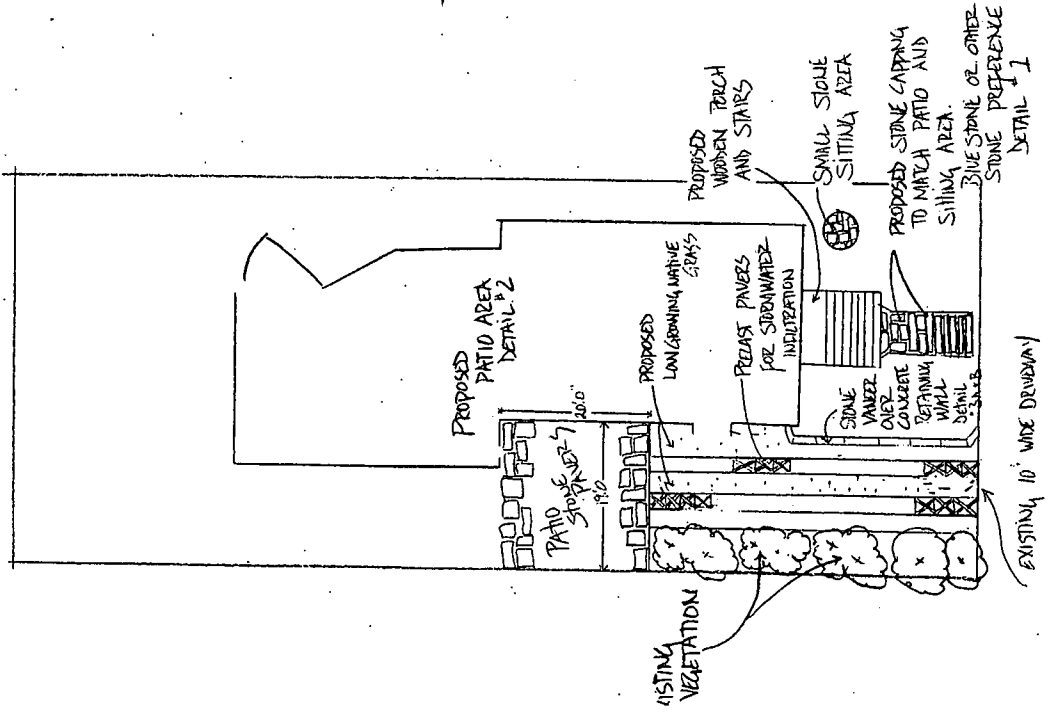 PROPOSED
PATIO AREA
DETAIL #2
PATIO
STONE
PAVERS
19'0
20'0"
PROPOSED
LOW GROWING NATIVE
GRASS
PRECAST PAVERS
FOR STORMWATER
INFILTRATION
PROPOSED
WOODEN PORCH
AND STAIRS
SMALL STONE
SITTING AREA
PROPOSED STONE CAPPING
TO MATCH PATIO AND
SITTING AREA.
BLUESTONE OR OTHER
STONE PREFERENCE
DETAIL #1
STONE
VANEER
OVER
CONCRETE
RETAINING
WALL
DETAIL
EXISTING 10' WIDE DRIVEWAY
ISTING
VEGETATION